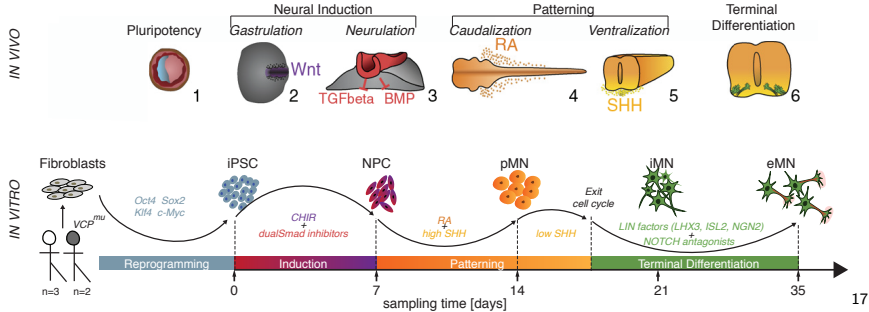 IN VIVO
Neural Induction
Patterning
Terminal
Differentiation
Pluripotency
Gastrulation
Neurulation
Caudalization
Ventralization
Wnt
RA
TGFbeta
BMP
SHH
1
2
3
4
5
6
IN VITRO
Fibroblasts
iPSC
NPC
pMN
iMN
eMN
Oct4 Sox2
Klf4 c-Myc
VCPmu
CHIR
+
dualSmad inhibitors
RA
+
high SHH
low SHH
Exit
cell cycle
LIN factors (LHX3, ISL2, NGN2)
+
NOTCH antagonists
Reprogramming
Induction
Patterning
Terminal Differentiation
n=3
n=2
0
7
14
21
35
sampling time [days]
17